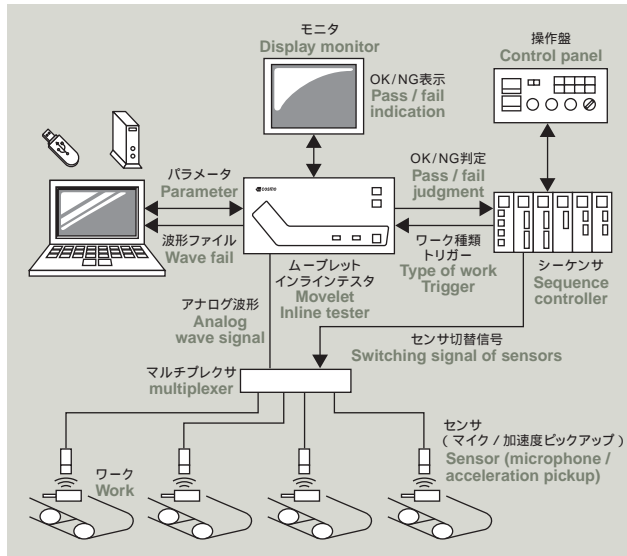 モニタ
Display monitor
操作盤
Control panel
OK/NG表示
Pass / fail
indication
パラメータ
Parameter
OK/NG判定
Pass / fail
judgment
波形ファイル
Wave fail
ムーブレット
インラインテスタ
Movelet
Inline tester
ワーク種類
トリガー
Type of work
Trigger
シーケンサ
Sequence
controller
アナログ波形
Analog
wave signal
センサ切替信号
Switching signal of sensors
マルチプレクサ
multiplexer
センサ
( マイク / 加速度ピックアップ )
Sensor (microphone /
acceleration pickup)
ワーク
Work